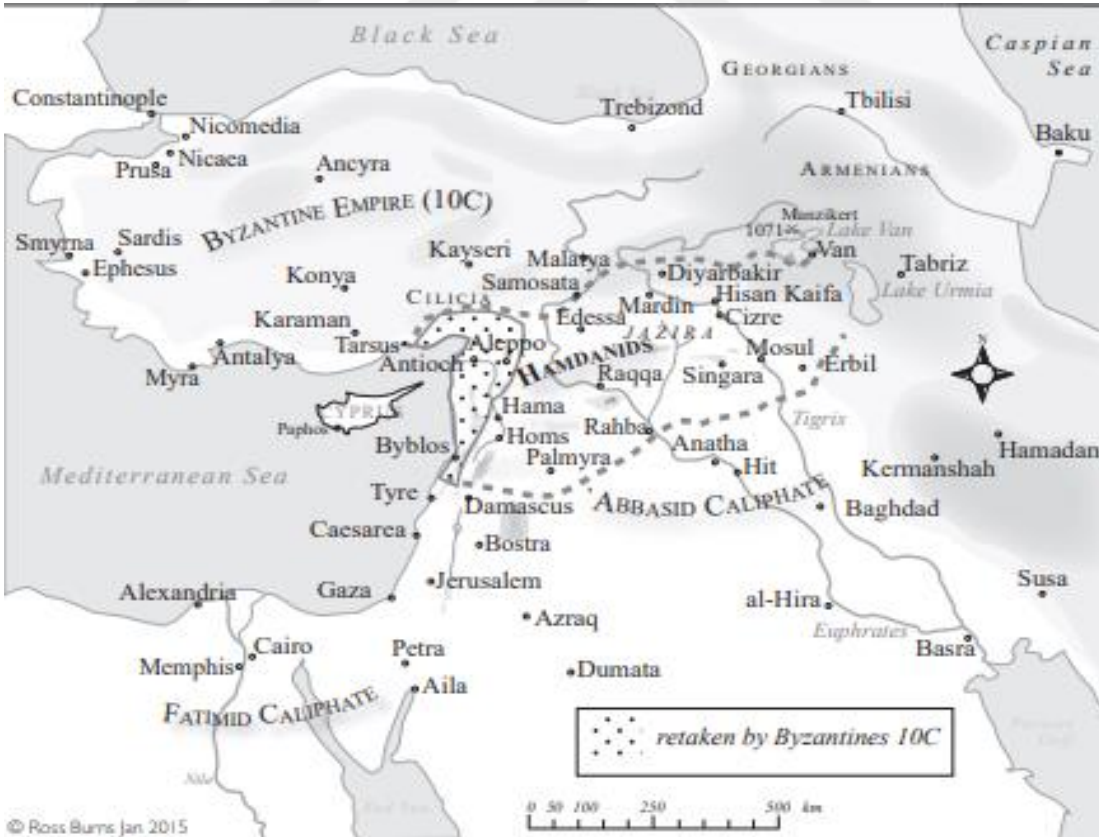 Black Sea
Caspian
Sea
GEORGIANS
Constantinople
Trebizond
Tbilisi
Nicomedia
Baku
Nicaea
Prusa
Ancyra
ARMENIANS
BYZANTINE EMPIRE (10C)
Manzikert
1071
Lake Van
Smyrna
Sardis
Kayseri
Malatya
Van
Ephesus
Konya
Samosata
Diyarbakir
Tabriz
CILICIA
Mardin
Hisan Kaifa
Lake Urmia
Karaman
Edessa
JAZIRA
Cizre
Tarsus
Aleppo
Mosul
N
Antalya
Antioch
HAMDANIDS
Raqqa
Singara
Erbil
Myra
CYPRUS
Hama
Paphos
Rahba
Tigrix
Homs
Anatha
Hamadan
Byblos
Palmyra
Hit
Kermanshah
Mediterranean Sea
Tyre
Damascus
ABBASID CALIPHATE
Baghdad
Caesarea
Bostra
Alexandria
Gaza
Jerusalem
Susa
al-Hira
Azraq
Euphrates
Cairo
Petra
Basra
Memphis
Dumata
Aila
FATIMID CALIPHATE
retaken by Byzantines 10C
Nile
Red Sea
0 50 100 250 500 km
© Ross Burns Jan 2015